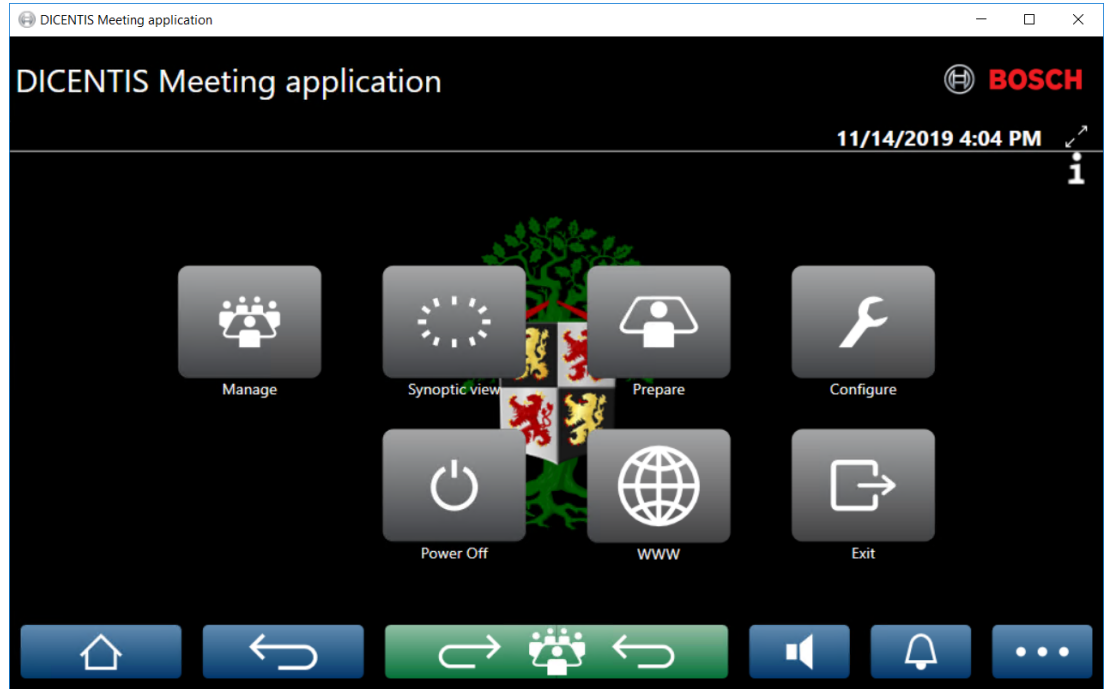 DICENTIS Meeting application
DICENTIS Meeting application
BOSCH
11/14/2019 4:04 PM
Manage
Synoptic view
Prepare
Configure
Power Off
WWW
Exit